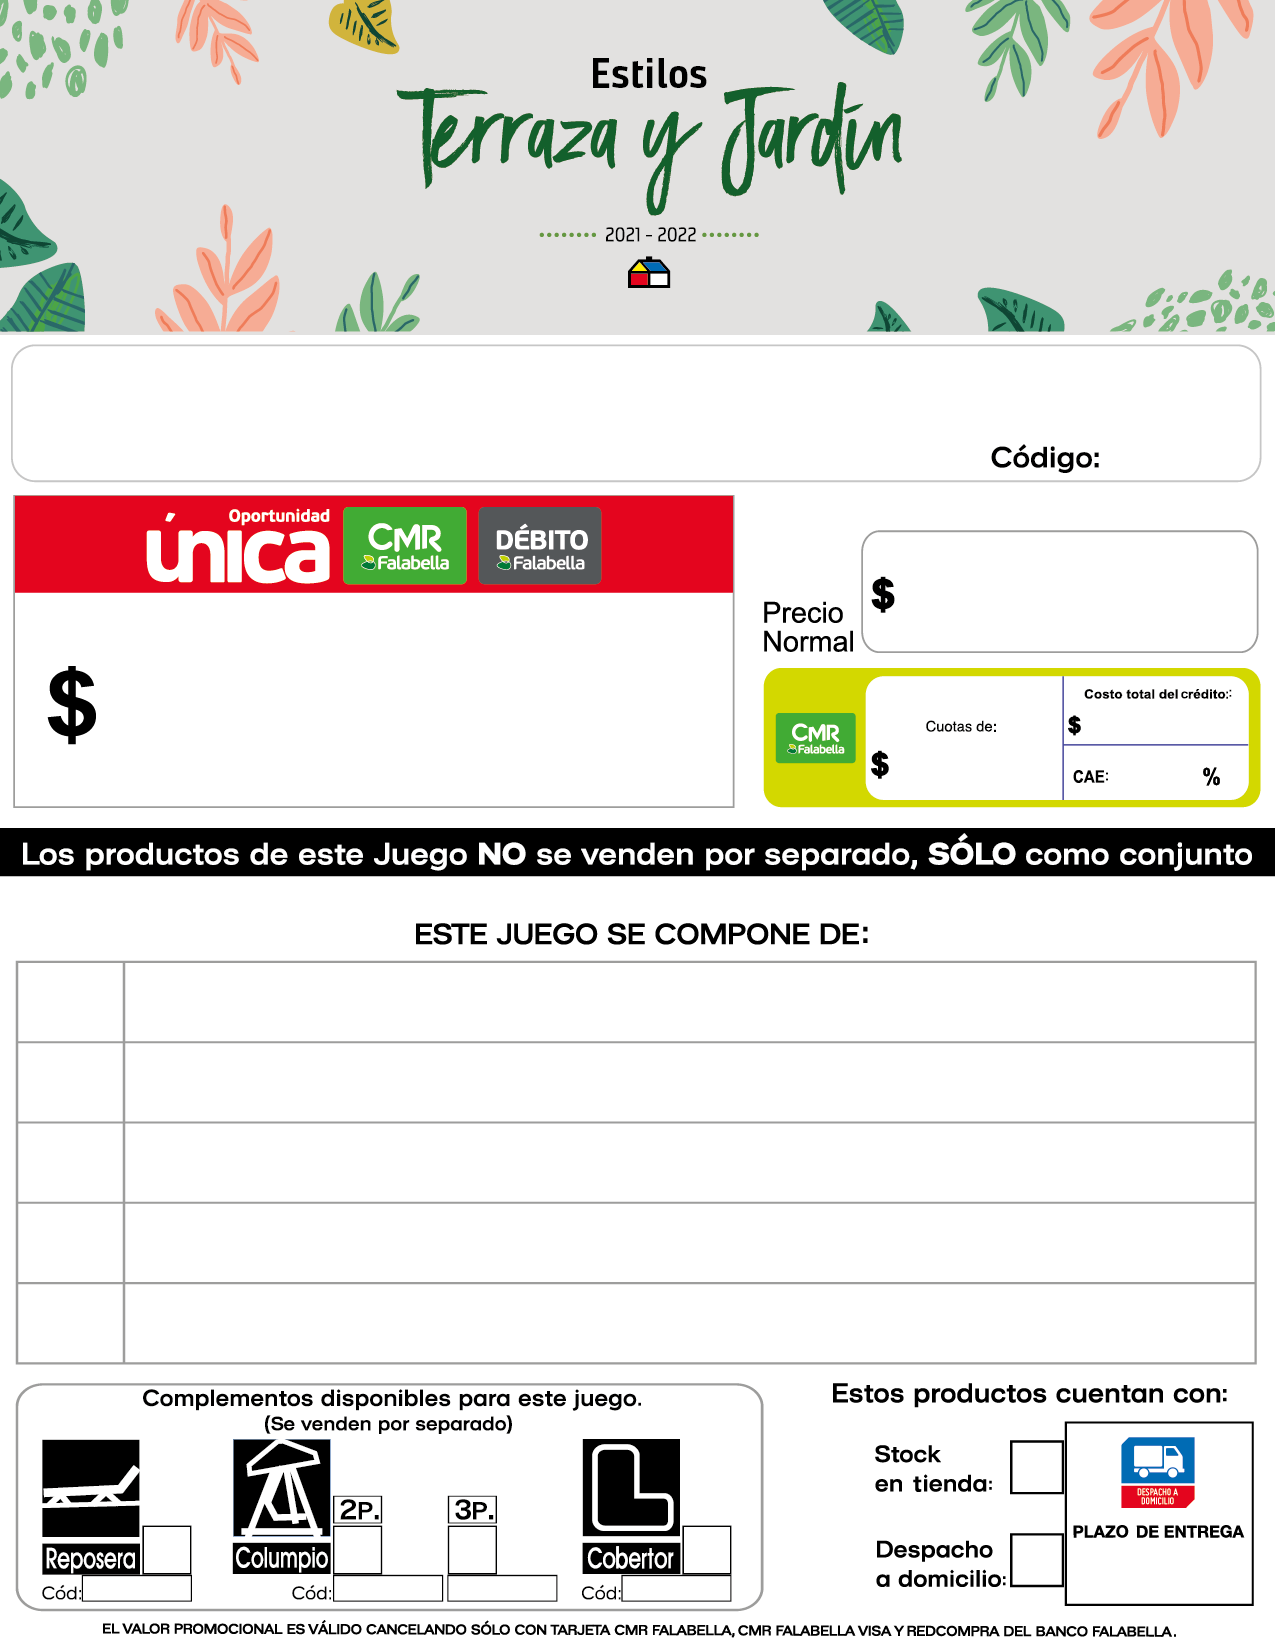 Estilos
Terraza y Jardín
2021 - 2022
Código:
Oportunidad
única
CMR
Falabella
DÉBITO
Falabella
$
Precio
Normal
$
CMR
Falabella
Cuotas de:
$
Costo total del crédito::
$
CAE: %
Los productos de este Juego NO se venden por separado, SÓLO como conjunto
ESTE JUEGO SE COMPONE DE:
Complementos disponibles para este juego.
(Se venden por separado)
Reposera
Cód:
Columpio
2P.
3P.
Cód:
Cobertor
Cód:
Estos productos cuentan con:
Stock
en tienda:
Despacho
a domicilio:
DESPACHO A
DOMICILIO
PLAZO DE ENTREGA
EL VALOR PROMOCIONAL ES VÁLIDO CANCELANDO SÓLO CON TARJETA CMR FALABELLA, CMR FALABELLA VISA Y REDCOMPRA DEL BANCO FALABELLA.